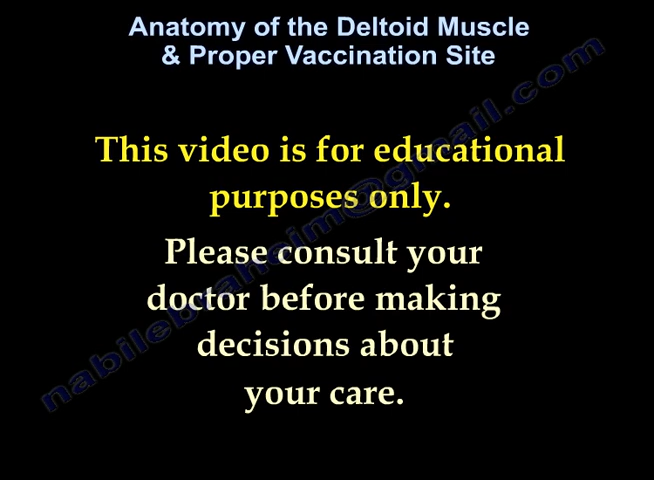 Anatomy of the Deltoid Muscle
& Proper Vaccination Site
This video is for educational
purposes only.
Please consult your
doctor before making
decisions about
your care.
nabilebraheim@gmail.com